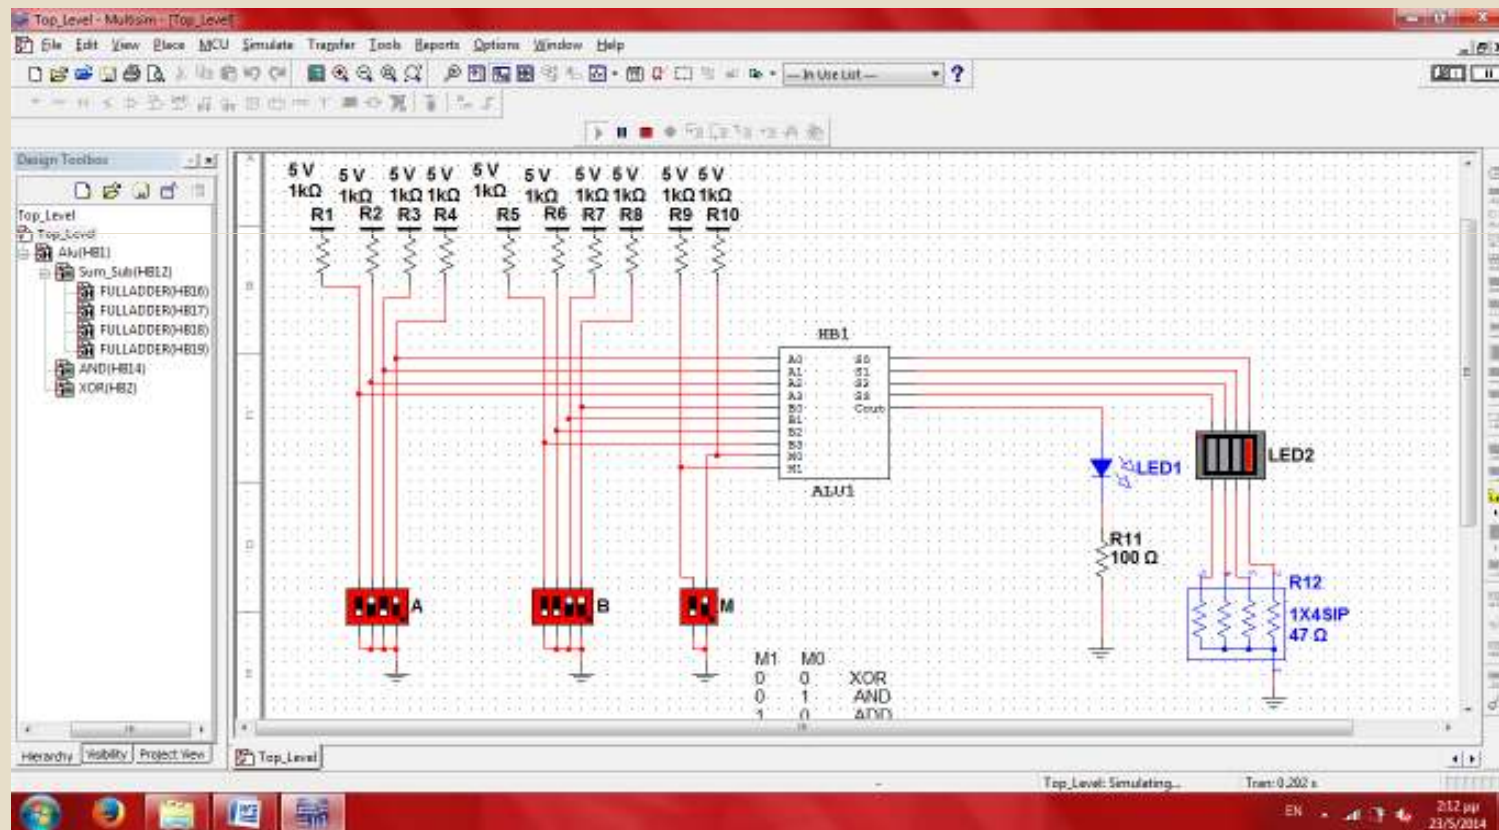 Top_Level - Multisim - [Top_Level]
File Edit View Place MCU Simulate Transfer Tools Reports Options Window Help
--- In Use List ---
Design Toolbox
Top_Level
Top_Level
Alu(HB1)
Sum_Sub(HB12)
FULLADDER(HB16)
FULLADDER(HB17)
FULLADDER(HB18)
FULLADDER(HB19)
AND(HB14)
XOR(HB2)
Hierarchy Visibility Project View
5 V 5 V 5 V 5 V 5 V 5 V 5 V 5 V 5 V 5 V
1kΩ 1kΩ 1kΩ 1kΩ 1kΩ 1kΩ 1kΩ 1kΩ 1kΩ 1kΩ
R1 R2 R3 R4 R5 R6 R7 R8 R9 R10
HB1
A0 S0
A1 S1
A2 S2
A3 S3
B0 Cout
B1
B2
B3
M0
M1
ALU1
LED1
LED2
R11
100 Ω
R12
1X4SIP
47 Ω
A
B
M
M1 M0
0 0 XOR
0 1 AND
1 0 ADD
Top_Level
Top_Level: Simulating... Tran: 0.202 s
EN
2:12 μμ
23/5/2014